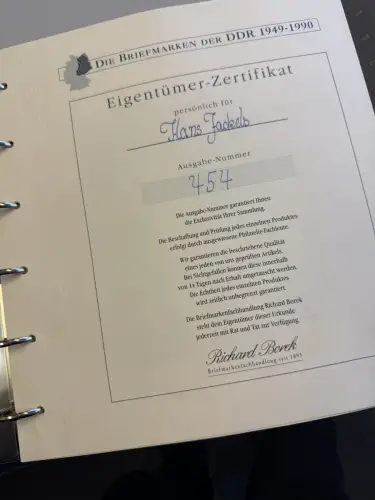 DIE BRIEFMARKEN DER DDR 1949-1990
Eigentümer-Zertifikat
persönlich für
Hans Jackels
Ausgabe-Nummer
454
Die Ausgabe-Nummer garantiert Ihnen
die Exklusivität Ihrer Sammlung.
Die Beschaffung und Prüfung jedes einzelnen Produktes
erfolgt durch ausgewiesene Philatelie-Fachleute.
Wir garantieren die beschriebene Qualität
eines jeden von uns geprüften Artikels.
Bei Nichtgefallen können diese innerhalb
von 14 Tagen nach Erhalt umgetauscht werden.
Die Echtheit jedes einzelnen Produktes
wird zeitlich unbegrenzt garantiert.
Die Briefmarkenfachhandlung Richard Borek
steht dem Eigentümer dieser Urkunde
jederzeit mit Rat und Tat zur Verfügung.
Richard Borek
Briefmarkenfachhandlung seit 1893